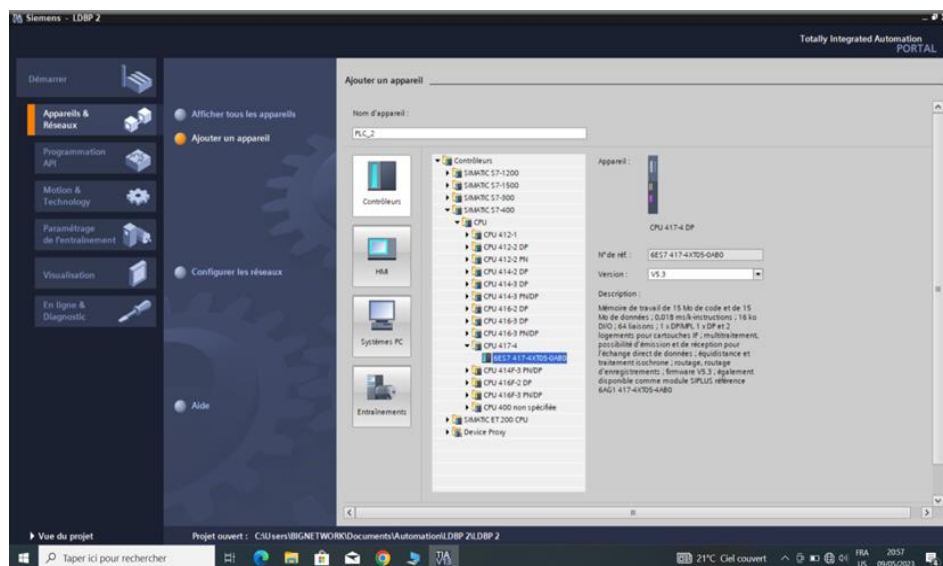 Siemens - LDBP 2
Totally Integrated Automation
PORTAL
Démarrer
Appareils &
Réseaux
Programmation
API
Motion &
Technology
Paramétrage
de l'entraînement
Visualisation
En ligne &
Diagnostic
Afficher tous les appareils
Ajouter un appareil
Configurer les réseaux
Aide
Ajouter un appareil
Nom d'appareil :
PLC_2
Contrôleurs
HMI
Systèmes PC
Entraînements
Contrôleurs
SIMATIC S7-1200
SIMATIC S7-1500
SIMATIC S7-300
SIMATIC S7-400
CPU
CPU 412-1
CPU 412-2 DP
CPU 412-2 PN
CPU 414-2 DP
CPU 414-3 DP
CPU 414-3 PN/DP
CPU 416-2 DP
CPU 416-3 DP
CPU 416-3 PN/DP
CPU 417-4
6ES7 417-4XT05-0AB0
CPU 414F-3 PN/DP
CPU 416F-2 DP
CPU 416F-3 PN/DP
CPU 400 non spécifiée
SIMATIC ET 200 CPU
Device Proxy
Appareil :
CPU 417-4 DP
N° de réf. :
6ES7 417-4XT05-0AB0
Version :
V5.3
Description :
Mémoire de travail de 15 Mo de code et de 15
Mo de données ; 0,018 ms/k-instructions ; 16 ko
DI/O ; 64 liaisons ; 1 x DP/MPI, 1 x DP et 2
logements pour cartouches IF ; multitraitement,
possibilité d'émission et de réception pour
l'échange direct de données ; équidistance et
traitement isochrone ; routage, routage
d'enregistrements ; firmware V5.3 ; également
disponible comme module SIPLUS référence
6AG1 417-4XT05-4AB0
Vue du projet
Projet ouvert : C:\Users\BIGNETWORK\Documents\Automation\LDBP 2\LDBP 2
Taper ici pour rechercher
TIA
V16
21°C Ciel couvert
FRA
US
20:57
09/05/2023